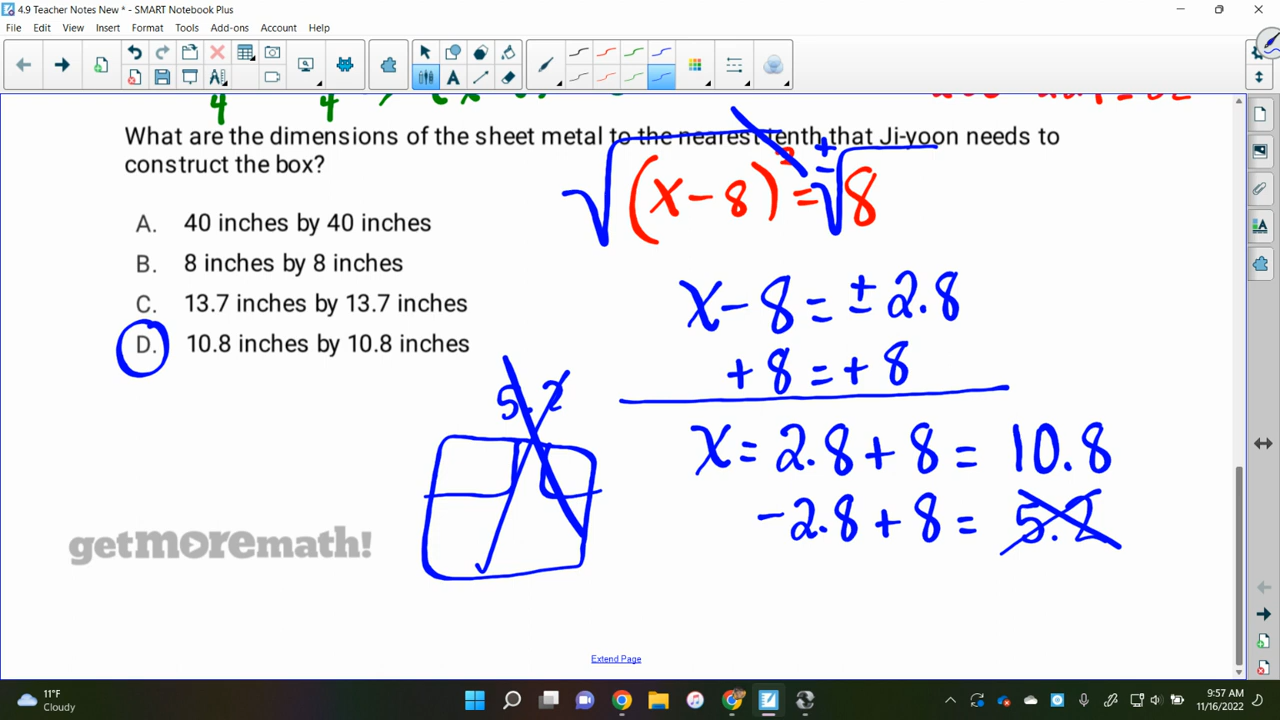 4.9 Teacher Notes New * - SMART Notebook Plus
File Edit View Insert Format Tools Add-ons Account Help
4 4
What are the dimensions of the sheet metal to the nearest tenth that Ji-yoon needs to
construct the box?
√(x-8)² = ±√8
A. 40 inches by 40 inches
B. 8 inches by 8 inches
C. 13.7 inches by 13.7 inches
D. 10.8 inches by 10.8 inches
x-8 = ±2.8
+8 = +8
5.2
x = 2.8 + 8 = 10.8
-2.8 + 8 = 5.2
getmoremath!
Extend Page
11°F
Cloudy
9:57 AM
11/16/2022